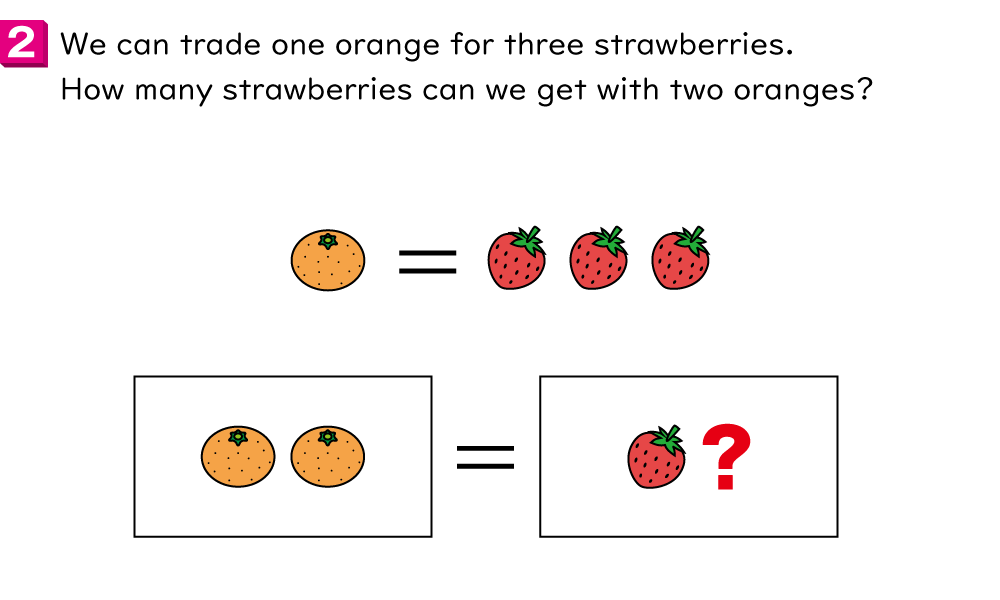 2 We can trade one orange for three strawberries.
How many strawberries can we get with two oranges?
=
= ?